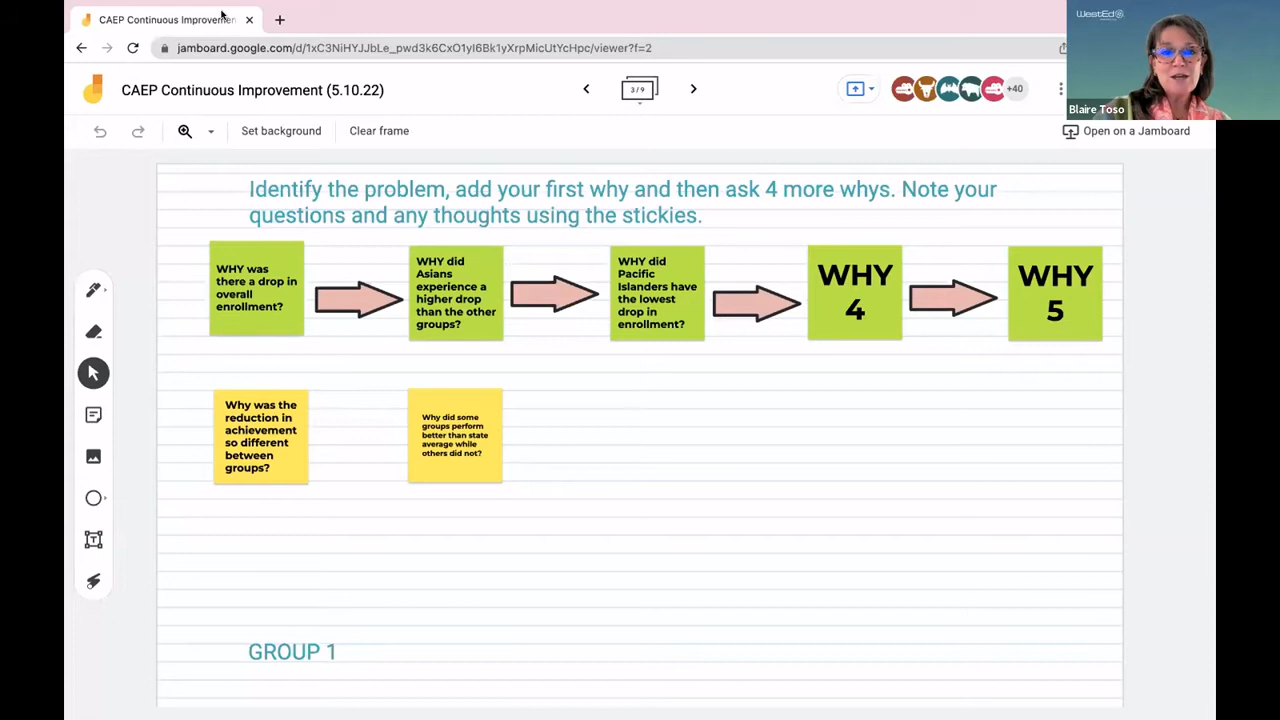 CAEP Continuous Improvemen
WestEd
jamboard.google.com/d/1xC3NiHYJJbLe_pwd3k6CxO1yI6Bk1yXrpMicUtYcHpc/viewer?f=2
CAEP Continuous Improvement (5.10.22)
3/9
+40
Blaire Toso
Set background
Clear frame
Open on a Jamboard
Identify the problem, add your first why and then ask 4 more whys. Note your
questions and any thoughts using the stickies.
WHY was
there a drop in
overall
enrollment?
WHY did
Asians
experience a
higher drop
than the other
groups?
WHY did
Pacific
Islanders have
the lowest
drop in
enrollment?
WHY
4
WHY
5
Why was the
reduction in
achievement
so different
between
groups?
Why did some
groups perform
better than state
average while
others did not?
GROUP 1